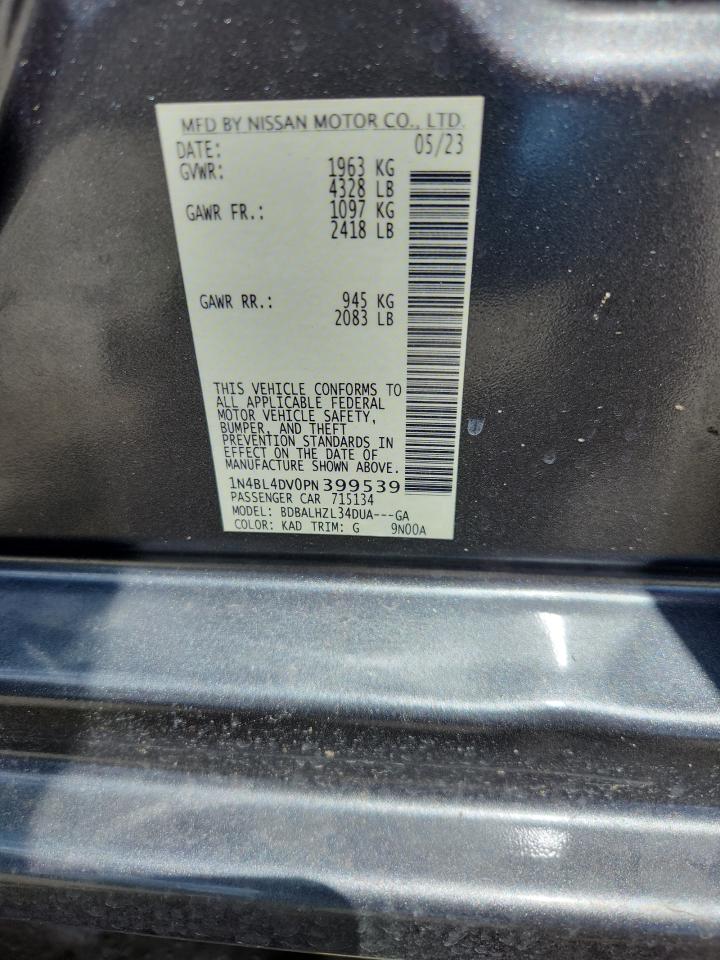 MFD BY NISSAN MOTOR CO., LTD.
DATE: 05/23
GVWR: 1963 KG
4328 LB
GAWR FR.: 1097 KG
2418 LB
GAWR RR.: 945 KG
2083 LB
THIS VEHICLE CONFORMS TO
ALL APPLICABLE FEDERAL
MOTOR VEHICLE SAFETY,
BUMPER, AND THEFT
PREVENTION STANDARDS IN
EFFECT ON THE DATE OF
MANUFACTURE SHOWN ABOVE.
1N4BL4DV0PN399539
PASSENGER CAR 715134
MODEL: BDBALHZL34DUA---GA
COLOR: KAD TRIM: G 9N00A